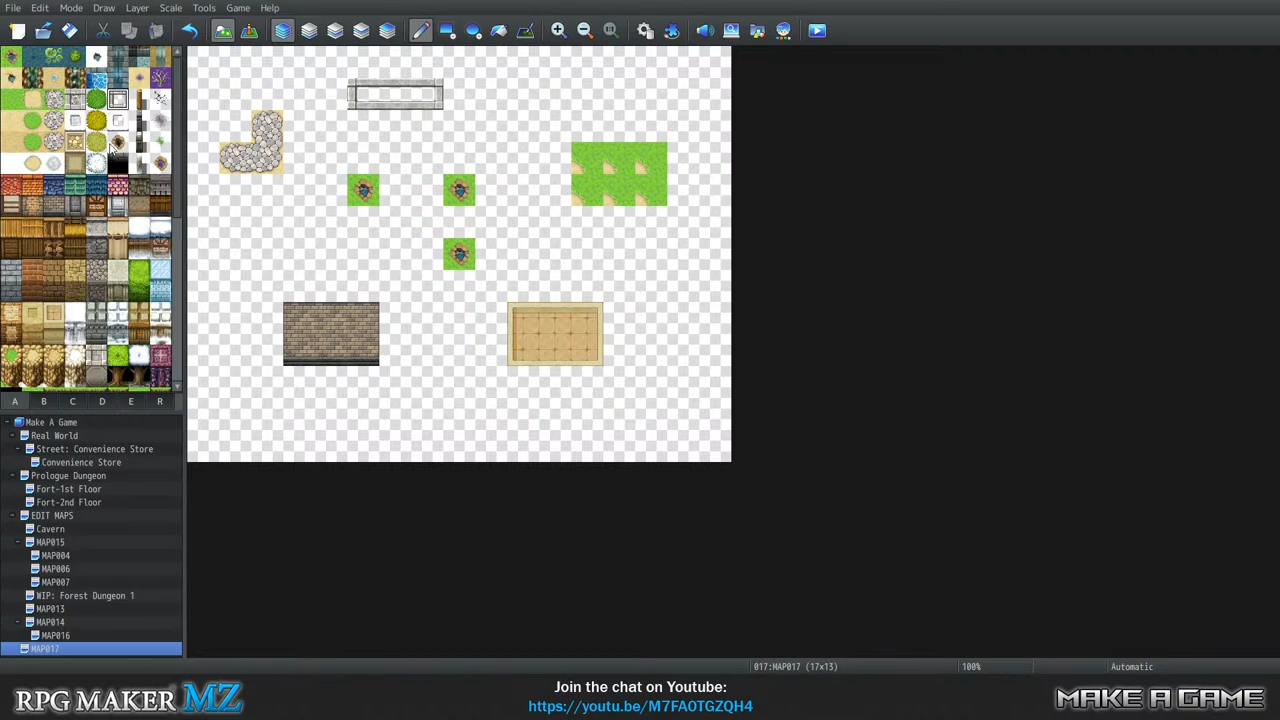 File Edit Mode Draw Layer Scale Tools Game Help
A B C D E R
Make A Game
Real World
Street: Convenience Store
Convenience Store
Prologue Dungeon
Fort-1st Floor
Fort-2nd Floor
EDIT MAPS
Cavern
MAP015
MAP004
MAP006
MAP007
WIP: Forest Dungeon 1
MAP013
MAP014
MAP016
MAP017
017:MAP017 (17×13) 100% Automatic
RPG MAKER MZ
Join the chat on Youtube:
https://youtu.be/M7FA0TGZQH4
MAKE A GAME